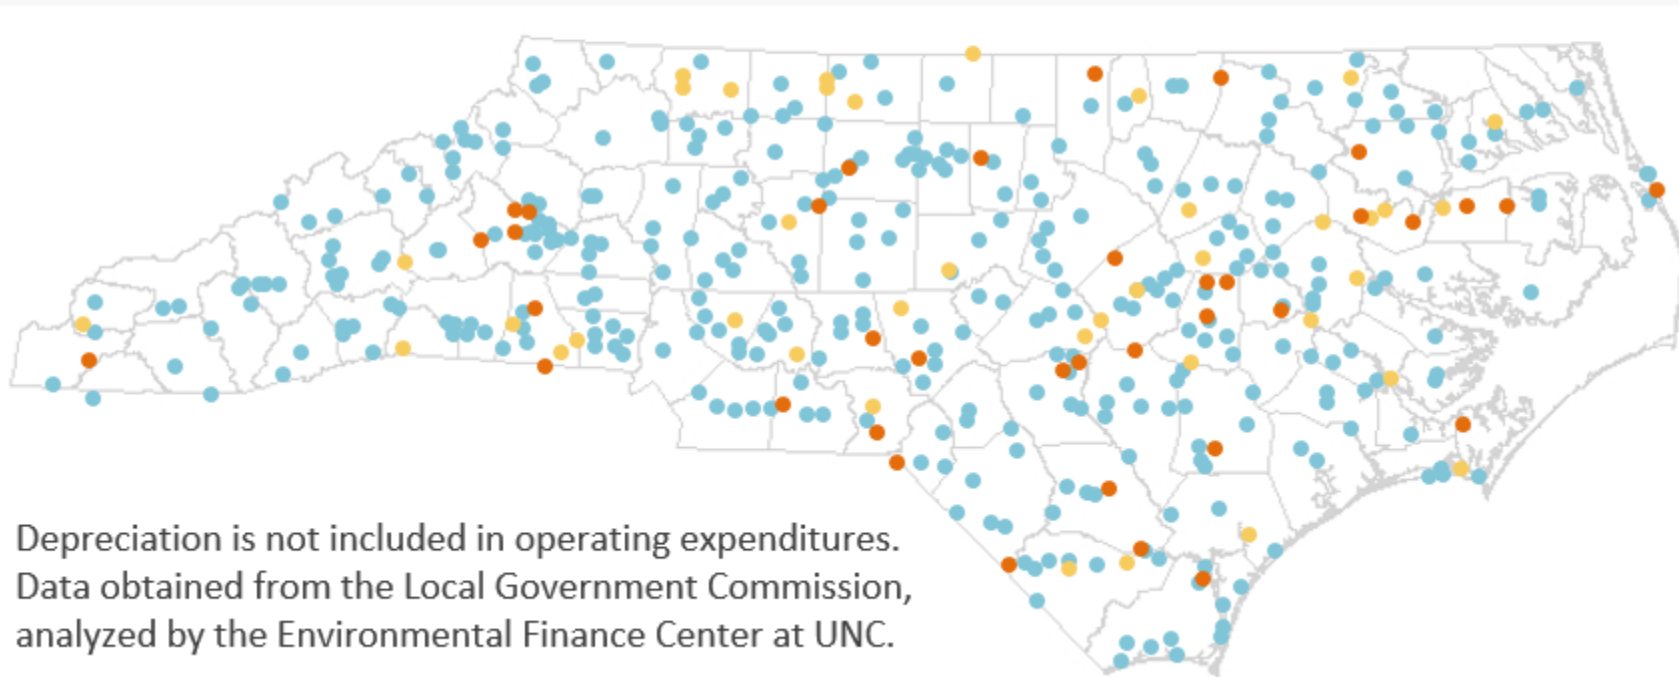 Depreciation is not included in operating expenditures.
Data obtained from the Local Government Commission,
analyzed by the Environmental Finance Center at UNC.